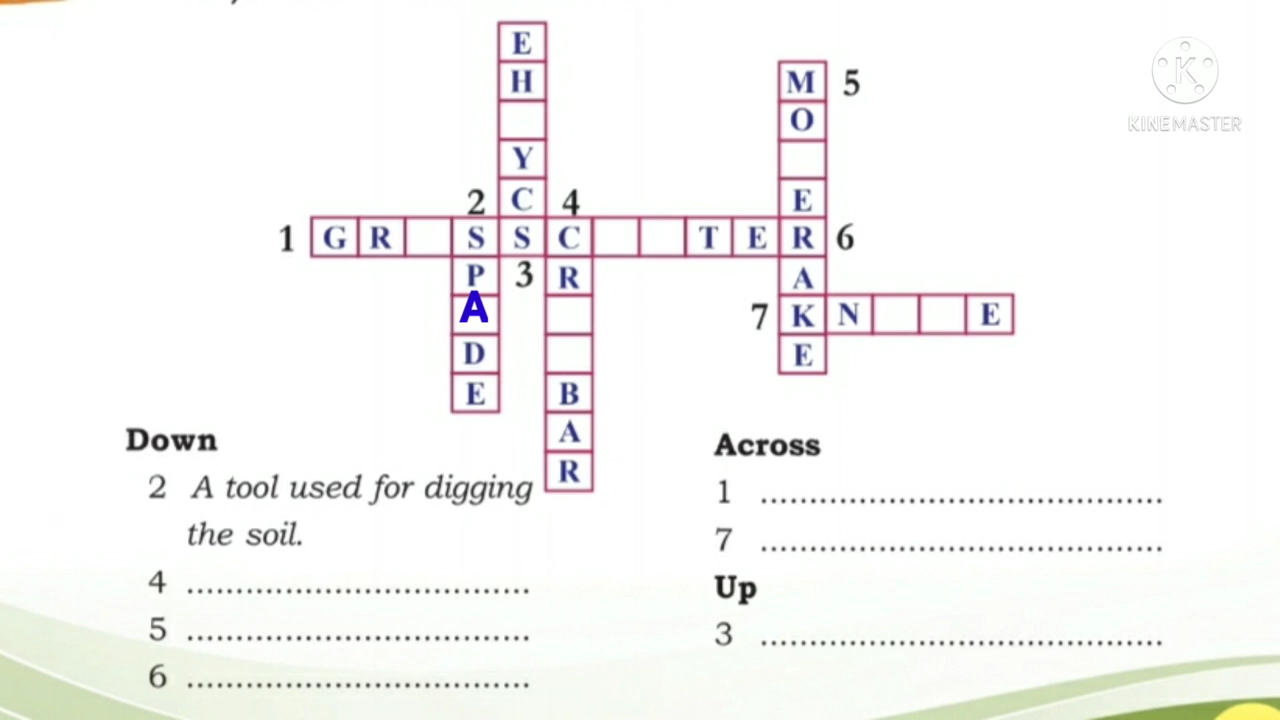 E
H
M 5
O
KINEMASTER
Y
2 C 4 E
1 G R S S C T E R 6
P 3 R A
A 7 K N E
D E
E B
A
R
Down
2 A tool used for digging
the soil.
4 ...................................
5 ...................................
6 ...................................
Across
1 .........................................
7 .........................................
Up
3 .........................................